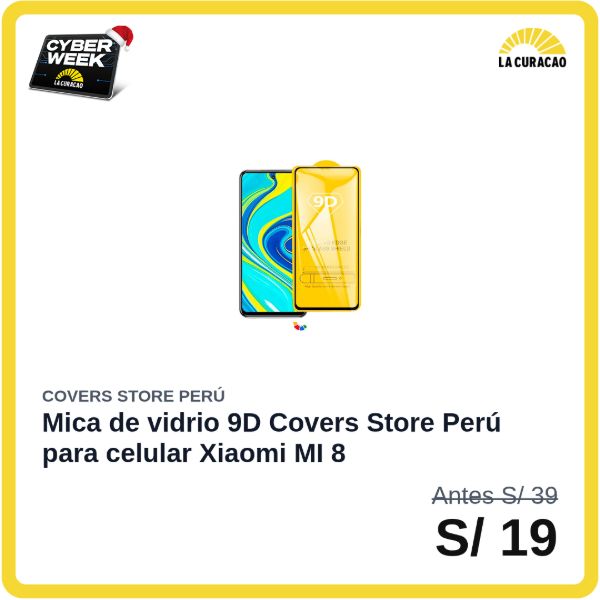 CYBER
WEEK
LA CURACAO
LA CURACAO
9D
COVERS STORE PERÚ
Mica de vidrio 9D Covers Store Perú
para celular Xiaomi MI 8
Antes S/ 39
S/ 19